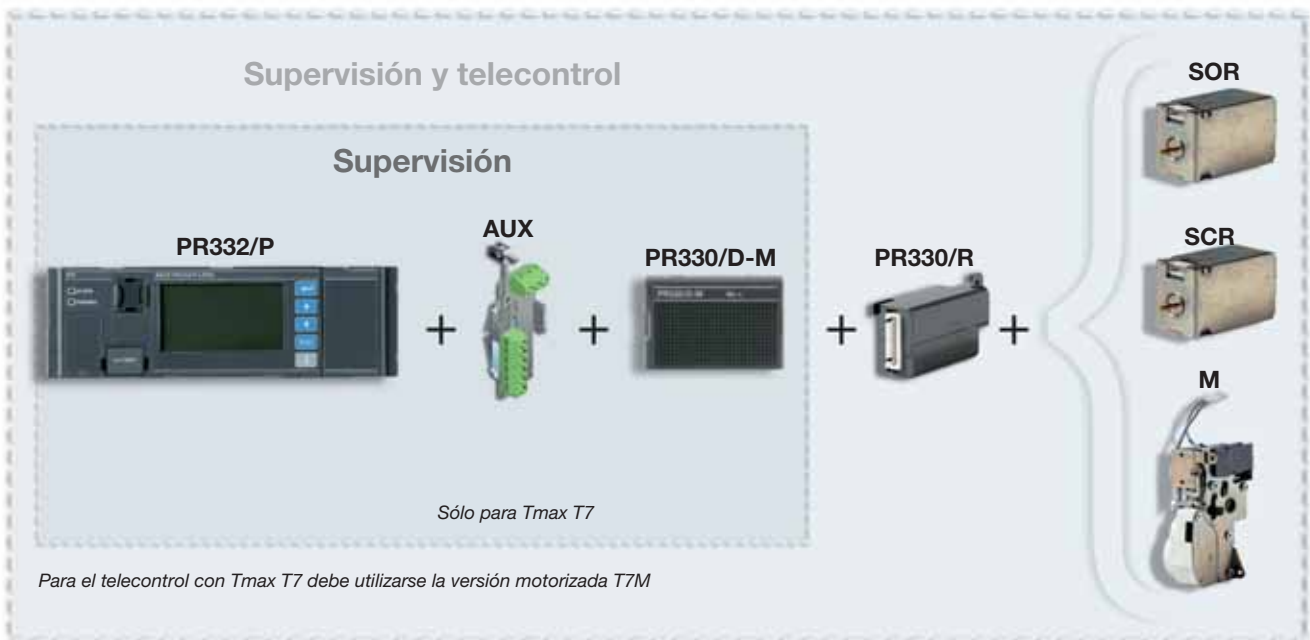 Supervisión y telecontrol
Supervisión
PR332/P
AUX
PR330/D-M
PR330/R
SOR
SCR
M
PR330/D-M
Sólo para Tmax T7
Para el telecontrol con Tmax T7 debe utilizarse la versión motorizada T7M